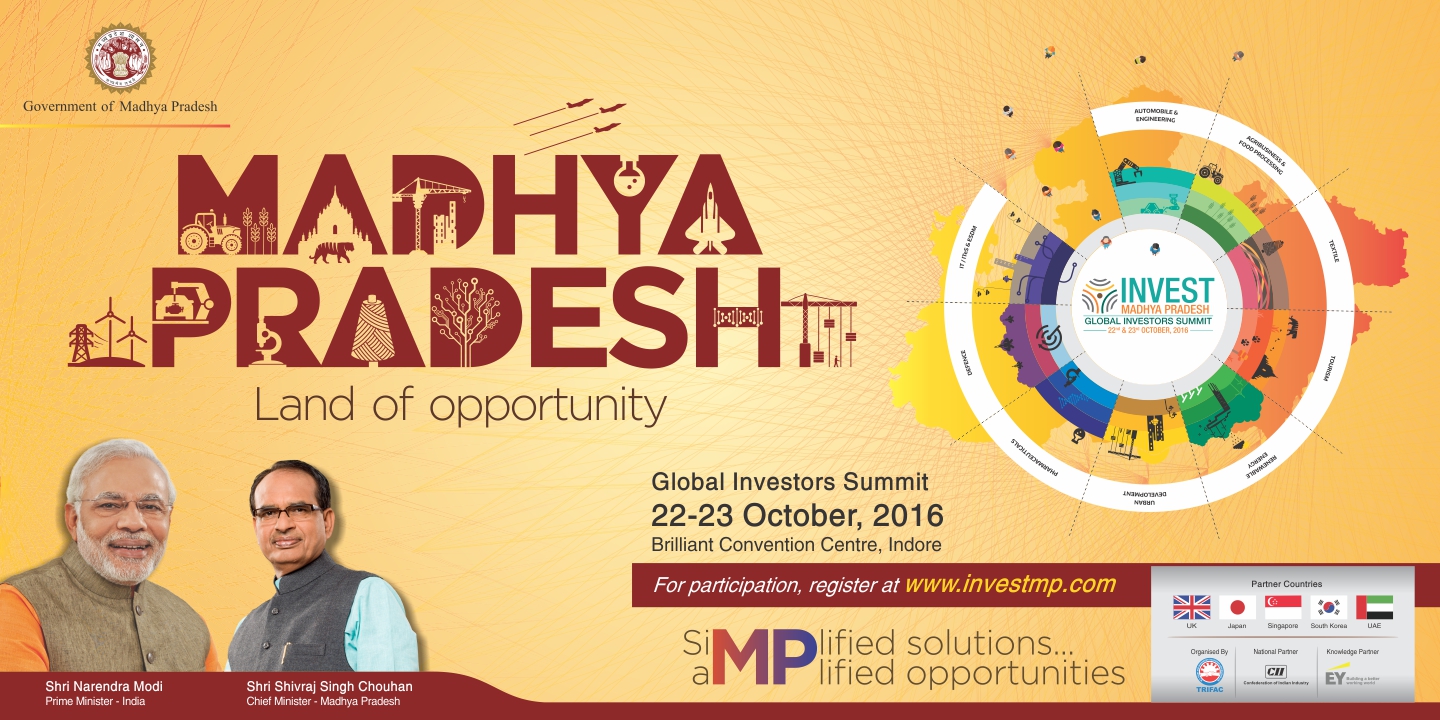 Government of Madhya Pradesh
MADHYA
PRADESH
Land of opportunity
AUTOMOBILE &
ENGINEERING
AGRIBUSINESS &
FOOD PROCESSING
TEXTILE
TOURISM
RENEWABLE
ENERGY
URBAN
DEVELOPMENT
PHARMACEUTICALS
DEFENCE
IT / ITeS & ESDM
INVEST
MADHYA PRADESH
GLOBAL INVESTORS SUMMIT
22nd & 23rd OCTOBER, 2016
Global Investors Summit
22-23 October, 2016
Brilliant Convention Centre, Indore
For participation, register at www.investmp.com
SiMPlified solutions...
aMPlified opportunities
Shri Narendra Modi
Prime Minister - India
Shri Shivraj Singh Chouhan
Chief Minister - Madhya Pradesh
Partner Countries
UK Japan Singapore South Korea UAE
Organised By
TRIFAC
National Partner
CII
Confederation of Indian Industry
Knowledge Partner
EY Building a better
working world